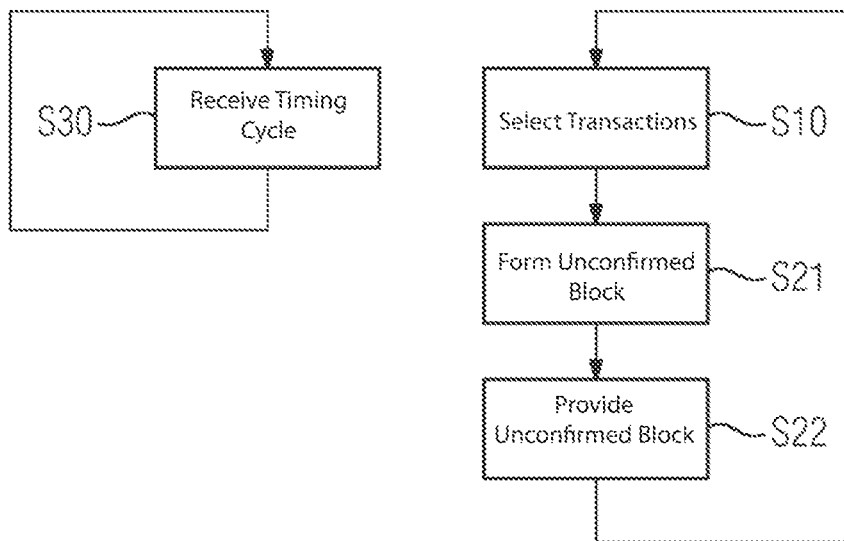 S30
Receive Timing
Cycle
Select Transactions
S10
Form Unconfirmed
Block
S21
Provide
Unconfirmed Block
S22